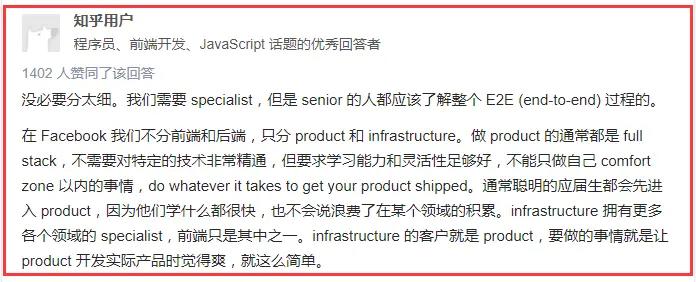 知乎用户
程序员、前端开发、JavaScript 话题的优秀回答者
1402 人赞同了该回答
没必要分太细。我们需要 specialist，但是 senior 的人都应该了解整个 E2E (end-to-end) 过程的。
在 Facebook 我们不分前端和后端，只分 product 和 infrastructure。做 product 的通常都是 full
stack，不需要对特定的技术非常精通，但要求学习能力和灵活性足够好，不能只做自己 comfort
zone 以内的事情，do whatever it takes to get your product shipped。通常聪明的应届生都会先进
入 product，因为他们学什么都很快，也不会说浪费了在某个领域的积累。infrastructure 拥有更多
各个领域的 specialist，前端只是其中之一。infrastructure 的客户就是 product，要做的事情就是让
product 开发实际产品时觉得爽，就这么简单。